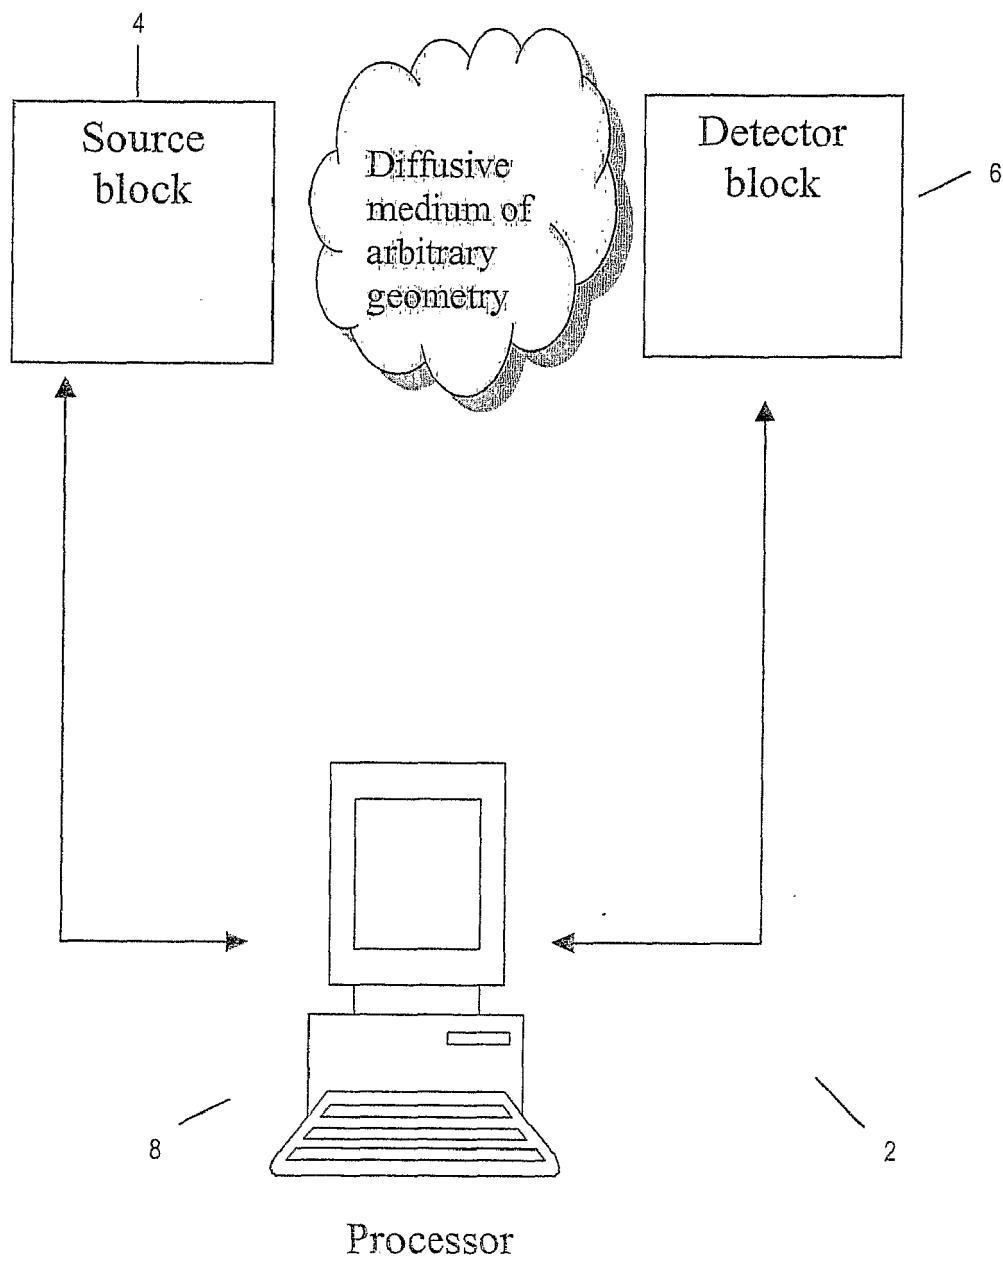 4
Source
block
Diffusive
medium of
arbitrary
geometry
Detector
block
6
8
2
Processor